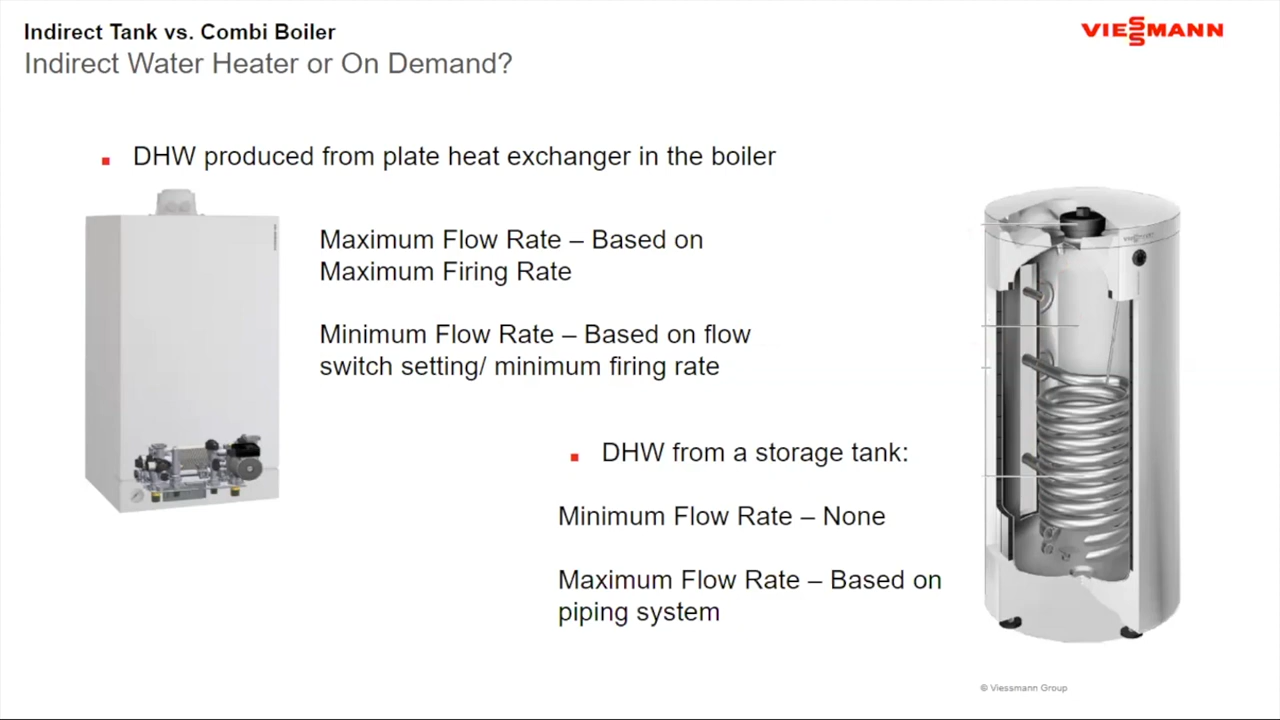 Indirect Tank vs. Combi Boiler
VIESSMANN
Indirect Water Heater or On Demand?
DHW produced from plate heat exchanger in the boiler
Maximum Flow Rate – Based on
Maximum Firing Rate
Minimum Flow Rate – Based on flow
switch setting/ minimum firing rate
DHW from a storage tank:
Minimum Flow Rate – None
Maximum Flow Rate – Based on
piping system
© Viessmann Group